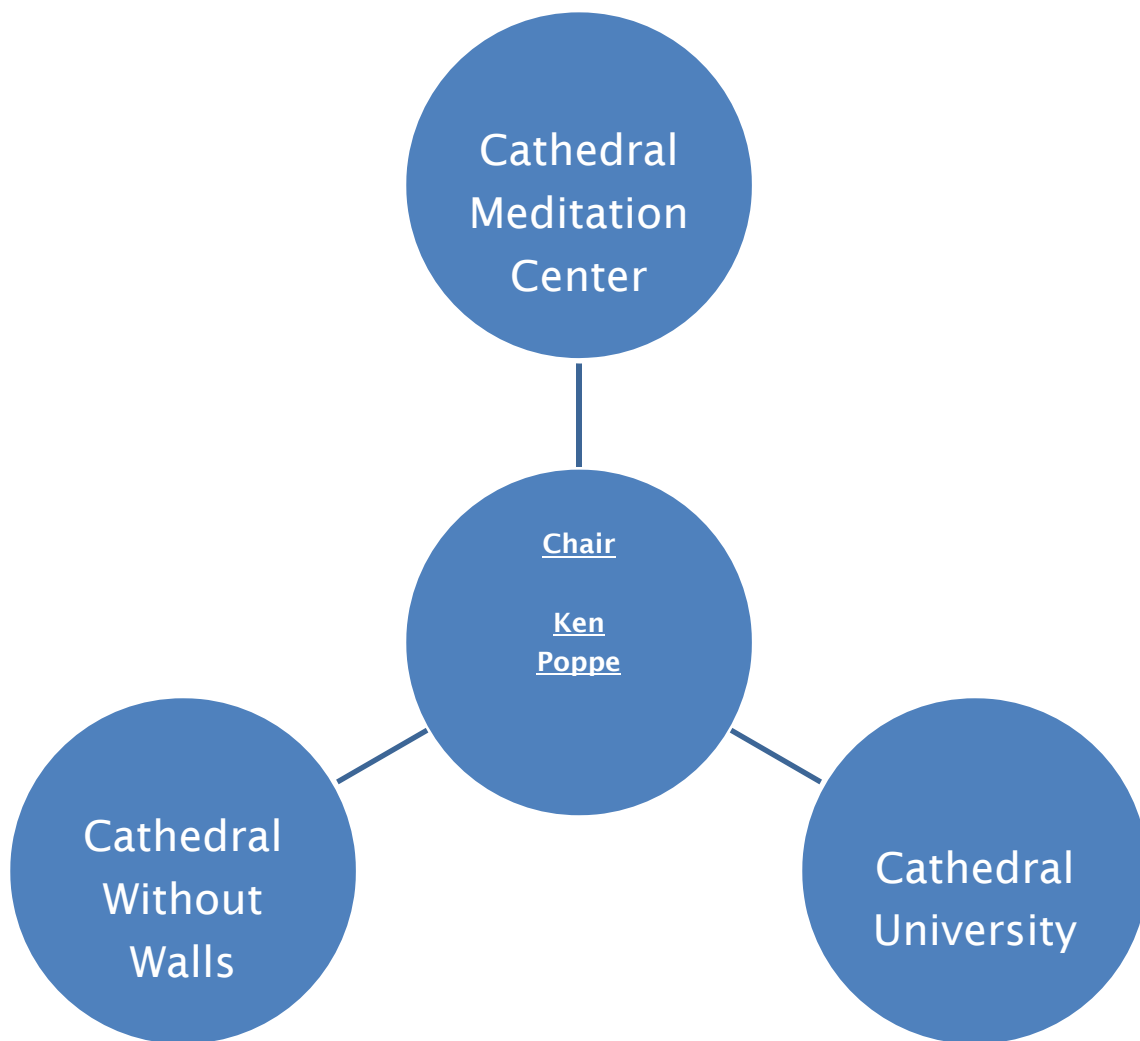 Cathedral
Meditation
Center
Chair
Ken
Poppe
Cathedral
Without
Walls
Cathedral
University